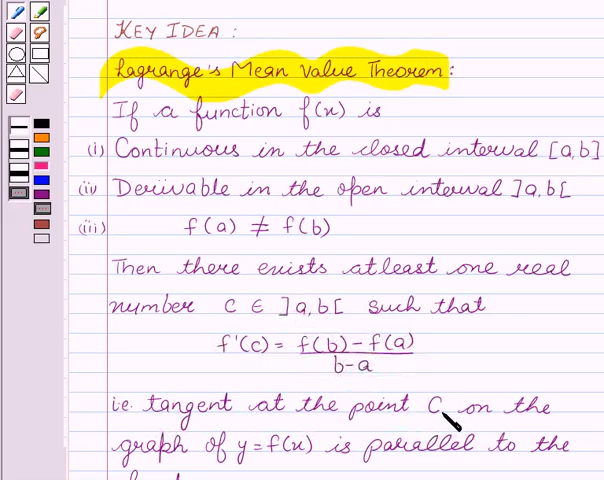 KEY IDEA :
Lagrange's Mean Value Theorem :
If a function f(x) is
(i) Continuous in the closed interval [a,b]
(ii) Derivable in the open interval ]a,b[
(iii) f(a) ≠ f(b)
Then there exists atleast one real
number c ∈ ]a,b[ such that
f'(c) = f(b) - f(a)
b-a
i.e. tangent at the point C on the
graph of y=f(x) is parallel to the